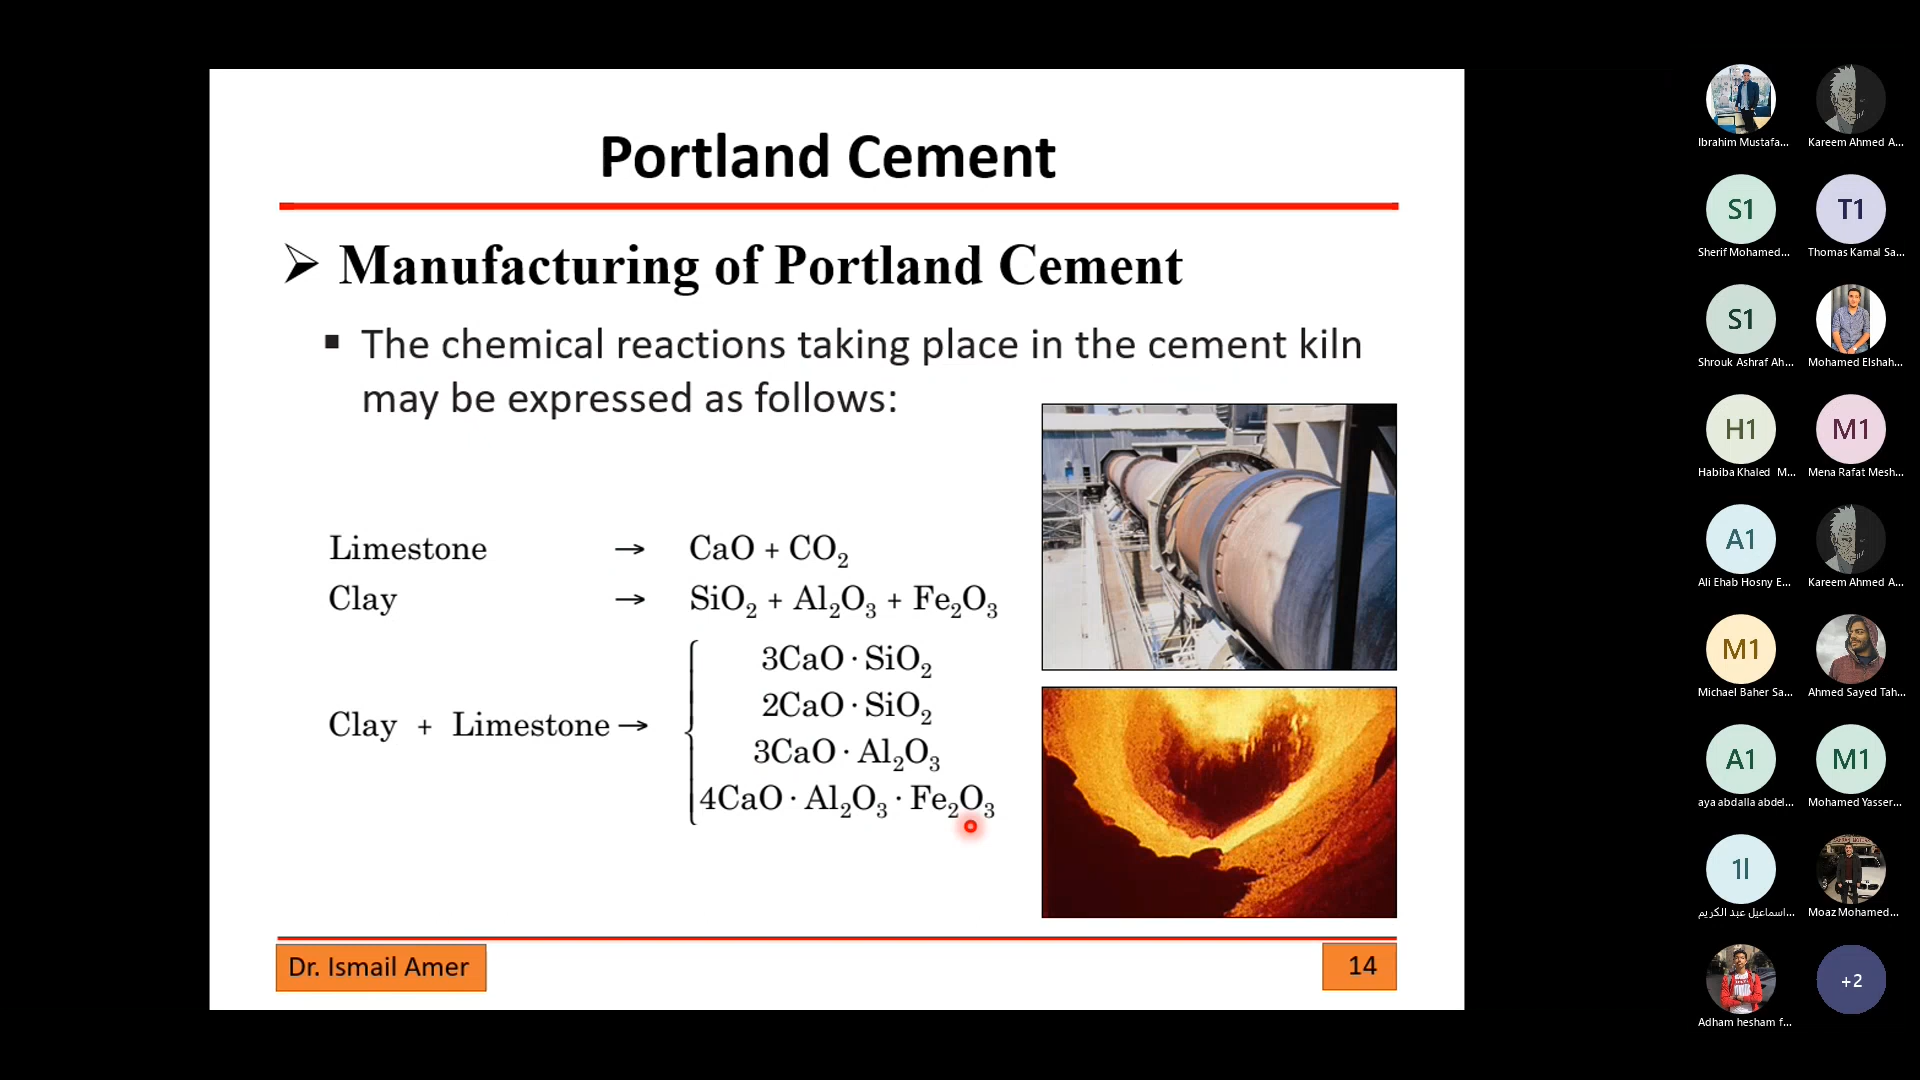 Portland Cement
➢ Manufacturing of Portland Cement
▪ The chemical reactions taking place in the cement kiln
may be expressed as follows:
Limestone → CaO + CO₂
Clay → SiO₂ + Al₂O₃ + Fe₂O₃
3CaO · SiO₂
2CaO · SiO₂
Clay + Limestone →
3CaO · Al₂O₃
4CaO · Al₂O₃ · Fe₂O₃
Dr. Ismail Amer
14
Ibrahim Mustafa...
Kareem Ahmed A...
S1
T1
Sherif Mohamed...
Thomas Kamal Sa...
S1
Shrouk Ashraf Ah...
Mohamed Elshah...
H1
M1
Habiba Khaled M...
Mena Rafat Mesh...
A1
Ali Ehab Hosny E...
Kareem Ahmed A...
M1
Michael Baher Sa...
Ahmed Sayed Tah...
A1
M1
aya abdalla abdel...
Mohamed Yasser...
1ا
اسماعيل عبد الكريم...
Moaz Mohamed...
+2
Adham hesham f...